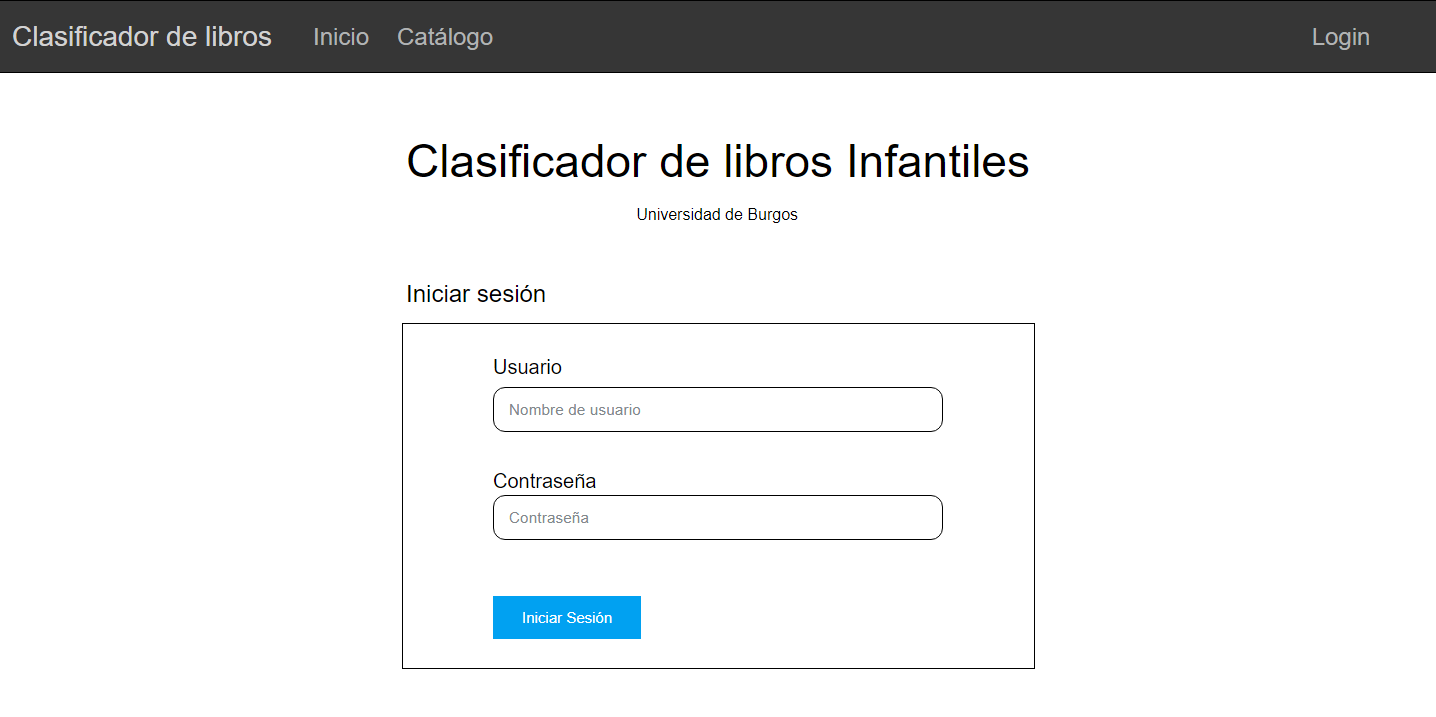 Clasificador de libros Inicio Catálogo Login
Clasificador de libros Infantiles
Universidad de Burgos
Iniciar sesión
Usuario
Nombre de usuario
Contraseña
Contraseña
Iniciar Sesión